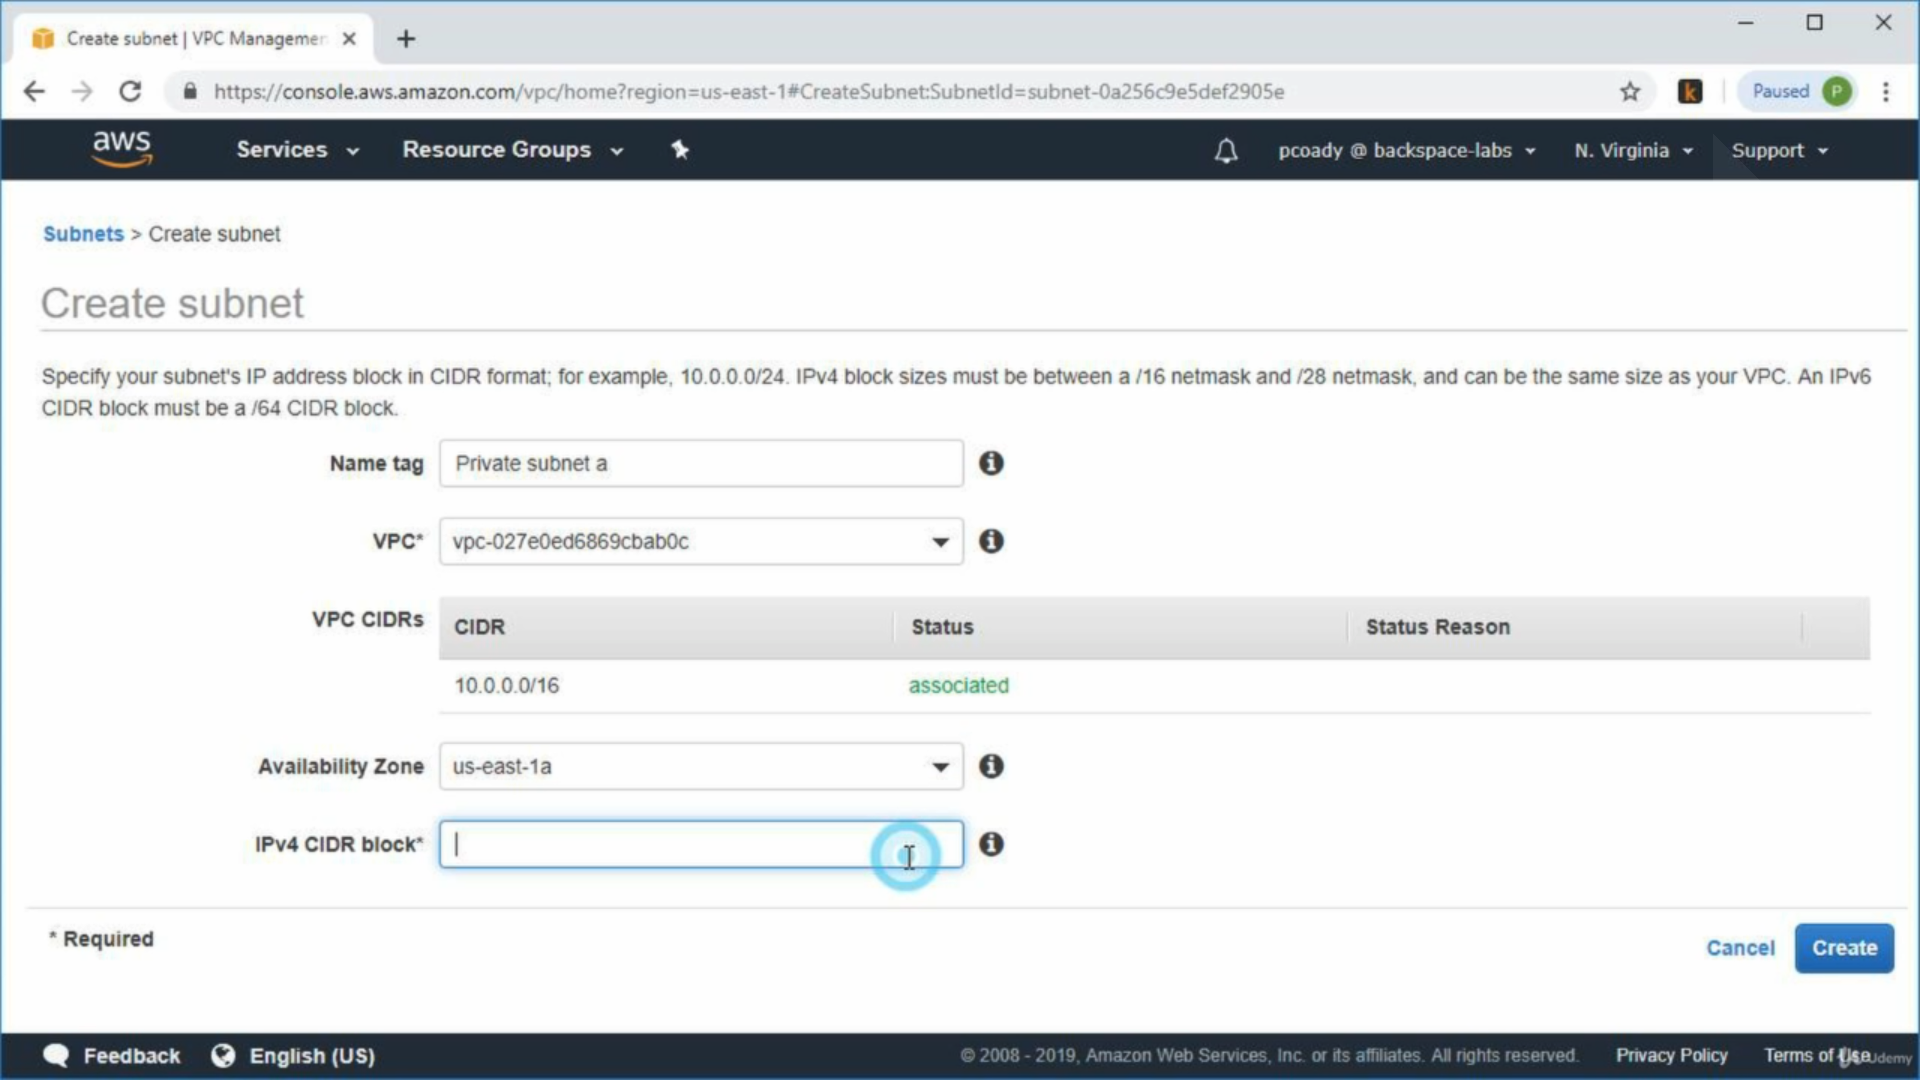 Create subnet | VPC Managemen
https://console.aws.amazon.com/vpc/home?region=us-east-1#CreateSubnet:SubnetId=subnet-0a256c9e5def2905e
k
Paused P
aws Services Resource Groups pcoady @ backspace-labs N. Virginia Support
Subnets > Create subnet
Create subnet
Specify your subnet's IP address block in CIDR format; for example, 10.0.0.0/24. IPv4 block sizes must be between a /16 netmask and /28 netmask, and can be the same size as your VPC. An IPv6
CIDR block must be a /64 CIDR block.
Name tag Private subnet a
VPC* vpc-027e0ed6869cbab0c
VPC CIDRs CIDR Status Status Reason
10.0.0.0/16 associated
Availability Zone us-east-1a
IPv4 CIDR block*
* Required
Cancel Create
Feedback English (US) © 2008 - 2019, Amazon Web Services, Inc. or its affiliates. All rights reserved. Privacy Policy Terms of Use
Udemy